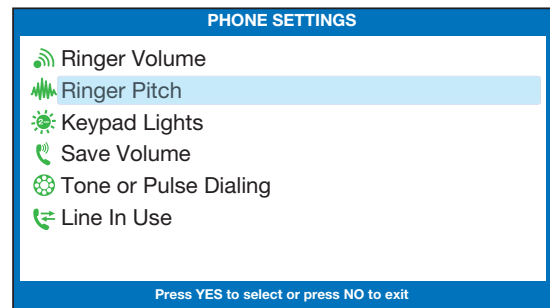 PHONE SETTINGS
Ringer Volume
Ringer Pitch
Keypad Lights
Save Volume
Tone or Pulse Dialing
Line In Use
Press YES to select or press NO to exit